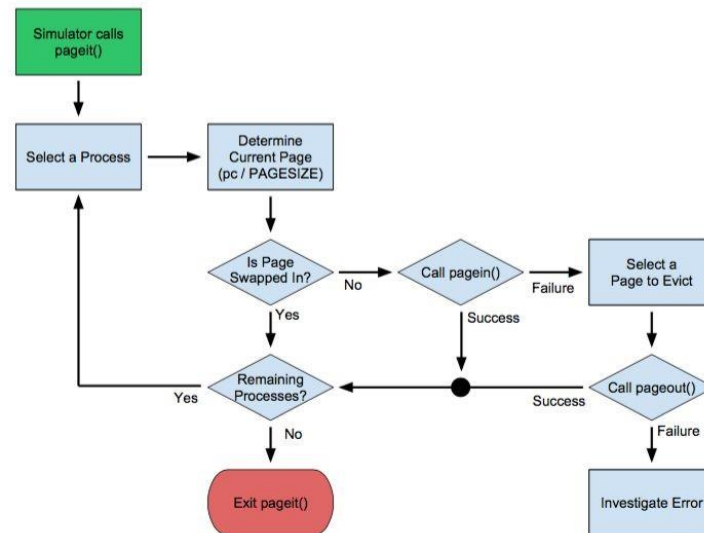 Simulator calls
pageit()
Select a Process
Determine
Current Page
(pc / PAGESIZE)
Is Page
Swapped In?
No
Call pagein()
Failure
Select a
Page to Evict
Yes
Success
Remaining
Processes?
Yes
Success
Call pageout()
No
Failure
Exit pageit()
Investigate Error